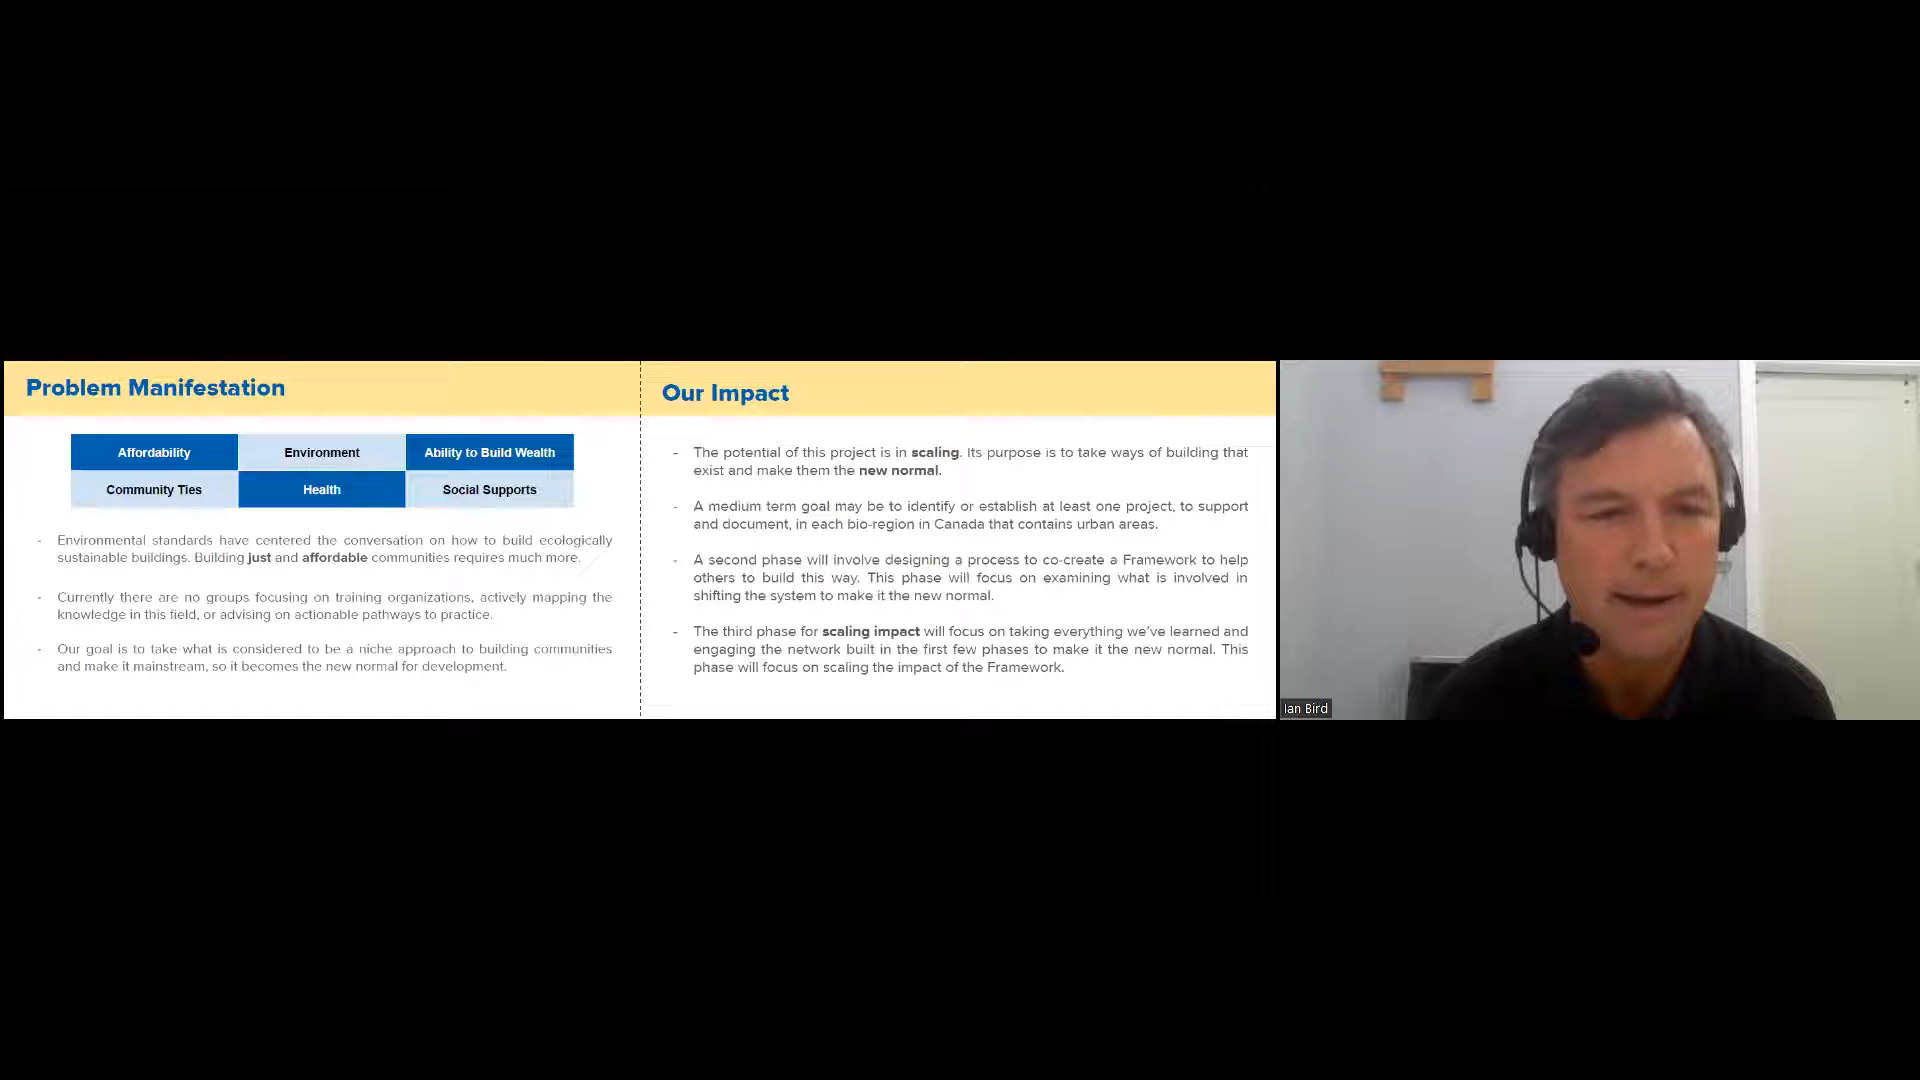 Problem Manifestation
Affordability Environment Ability to Build Wealth
Community Ties Health Social Supports
- Environmental standards have centered the conversation on how to build ecologically
sustainable buildings. Building just and affordable communities requires much more.
- Currently there are no groups focusing on training organizations, actively mapping the
knowledge in this field, or advising on actionable pathways to practice.
- Our goal is to take what is considered to be a niche approach to building communities
and make it mainstream, so it becomes the new normal for development.
Our Impact
- The potential of this project is in scaling. Its purpose is to take ways of building that
exist and make them the new normal.
- A medium term goal may be to identify or establish at least one project, to support
and document, in each bio-region in Canada that contains urban areas.
- A second phase will involve designing a process to co-create a Framework to help
others to build this way. This phase will focus on examining what is involved in
shifting the system to make it the new normal.
- The third phase for scaling impact will focus on taking everything we've learned and
engaging the network built in the first few phases to make it the new normal. This
phase will focus on scaling the impact of the Framework.
Ian Bird